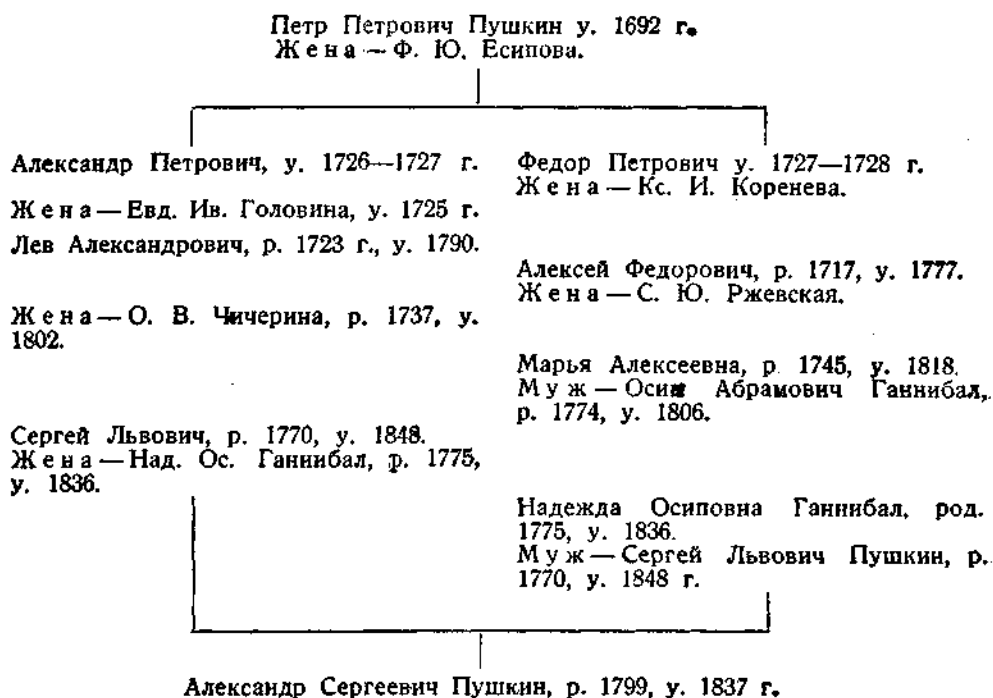 Петр Петрович Пушкин у. 1692 г.
Жена — Ф. Ю. Есипова.
Александр Петрович, у. 1726—1727 г.
Жена — Евд. Ив. Головина, у. 1725 г.
Лев Александрович, р. 1723 г., у. 1790.
Жена — О. В. Чичерина, р. 1737, у.
1802.
Сергей Львович, р. 1770, у. 1848.
Жена — Над. Ос. Ганнибал, р. 1775,
у. 1836.
Федор Петрович у. 1727—1728 г.
Жена — Кс. И. Коренева.
Алексей Федорович, р. 1717, у. 1777.
Жена — С. Ю. Ржевская.
Марья Алексеевна, р. 1745, у. 1818.
Муж — Осип Абрамович Ганнибал,
р. 1774, у. 1806.
Надежда Осиповна Ганнибал, род.
1775, у. 1836.
Муж — Сергей Львович Пушкин, р.
1770, у. 1848 г.
Александр Сергеевич Пушкин, р. 1799, у. 1837 г.